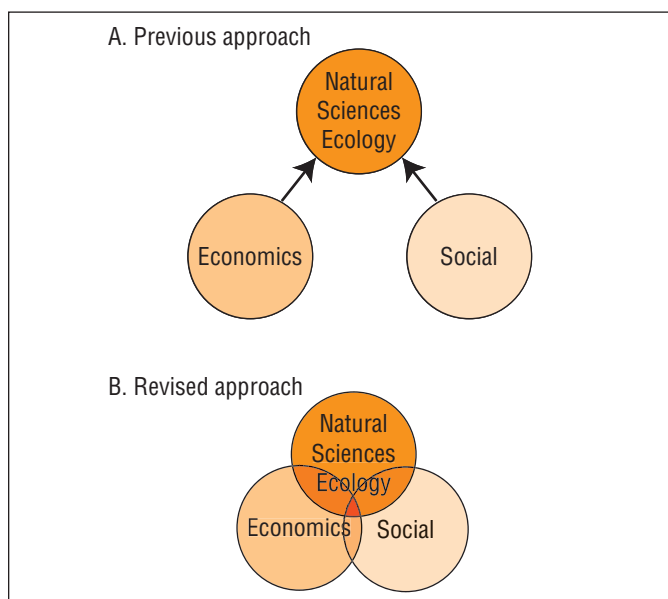 A. Previous approach
Natural
Sciences
Ecology
Economics
Social
B. Revised approach
Natural
Sciences
Ecology
Economics
Social